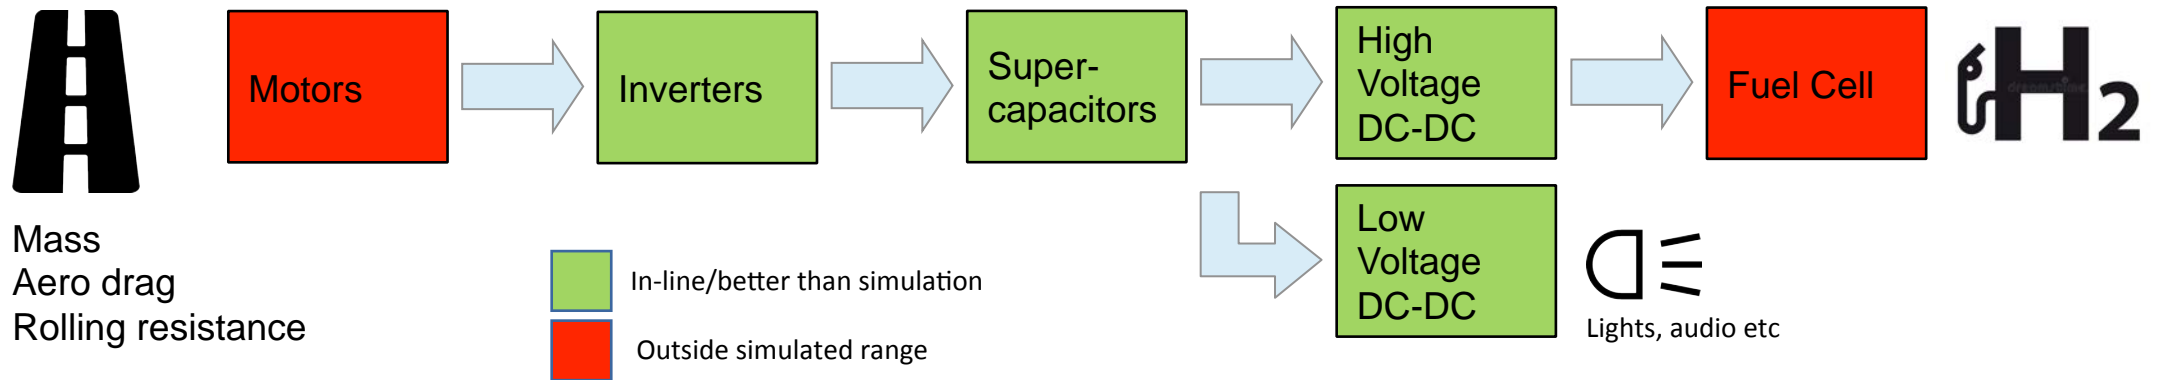 Motors
Inverters
Super-
capacitors
High
Voltage
DC-DC
Fuel Cell
H2
dreamstime
Low
Voltage
DC-DC
Mass
Aero drag
Rolling resistance
In-line/better than simulation
Outside simulated range
Lights, audio etc